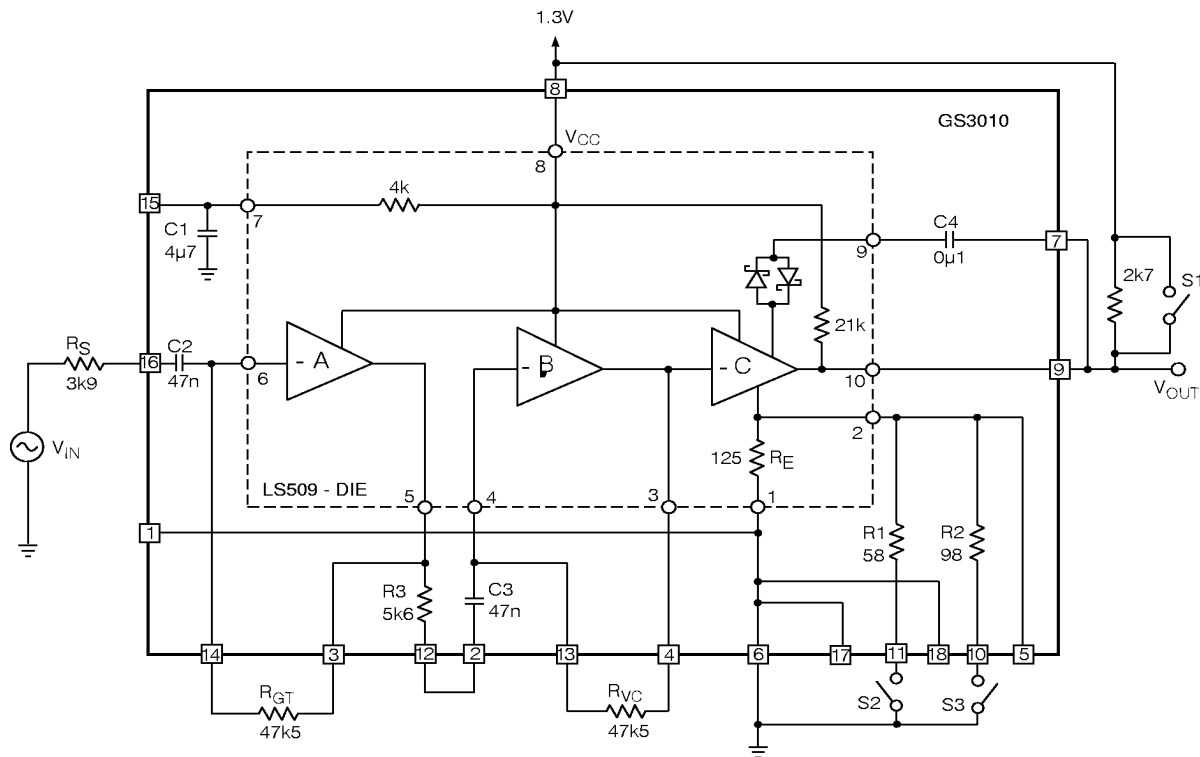 1.3V
8
GS3010
VCC
8
4k
15
7
C1
4µ7
C4
9
0µ1
7
2k7
S1
21k
RS
3k9
16
C2
47n
6
- A
- B
- C
10
9
VOUT
VIN
2
125
RE
LS509 - DIE
5
4
3
1
1
R1
58
R2
98
R3
5k6
C3
47n
14
3
12
2
13
4
6
17
11
18
10
5
RGT
47k5
RVC
47k5
S2
S3